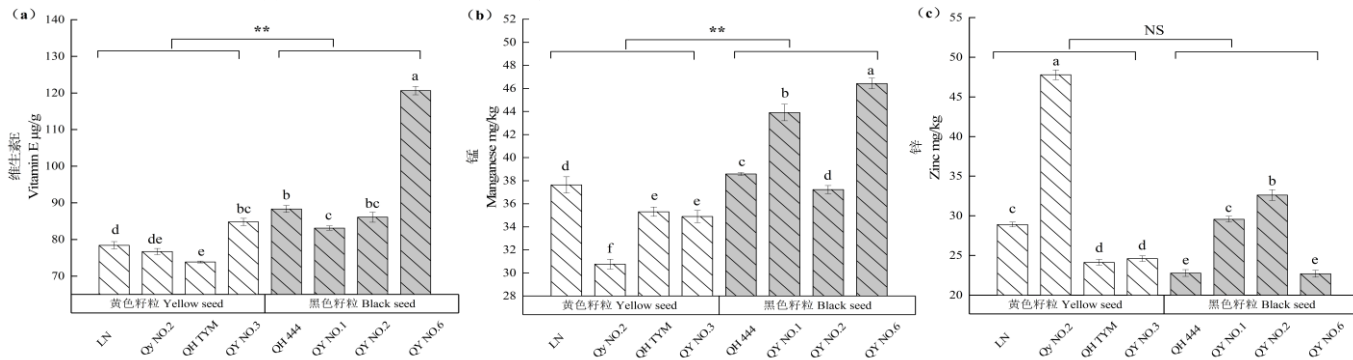 (a)
**
140
130
120
110
100
90
80
70
维生素E
Vitamin E μg/g
d
de
e
bc
b
c
bc
a
黄色籽粒 Yellow seed
黑色籽粒 Black seed
LN
Qy NO.2
QH TYM
QY NO.3
QH 444
QY NO.1
QY NO.2
QY NO.6
(b)
**
52
50
48
46
44
42
40
38
36
34
32
30
28
锰
Manganese mg/kg
d
f
e
e
c
b
d
a
黄色籽粒 Yellow seed
黑色籽粒 Black seed
LN
Qy NO.2
QH TYM
QY NO.3
QH 444
QY NO.1
QY NO.2
QY NO.6
(c)
NS
55
50
45
40
35
30
25
20
锌
Zinc mg/kg
c
a
d
d
e
c
b
e
黄色籽粒 Yellow seed
黑色籽粒 Black seed
LN
Qy NO.2
QH TYM
QY NO.3
QH 444
QY NO.1
QY NO.2
QY NO.6